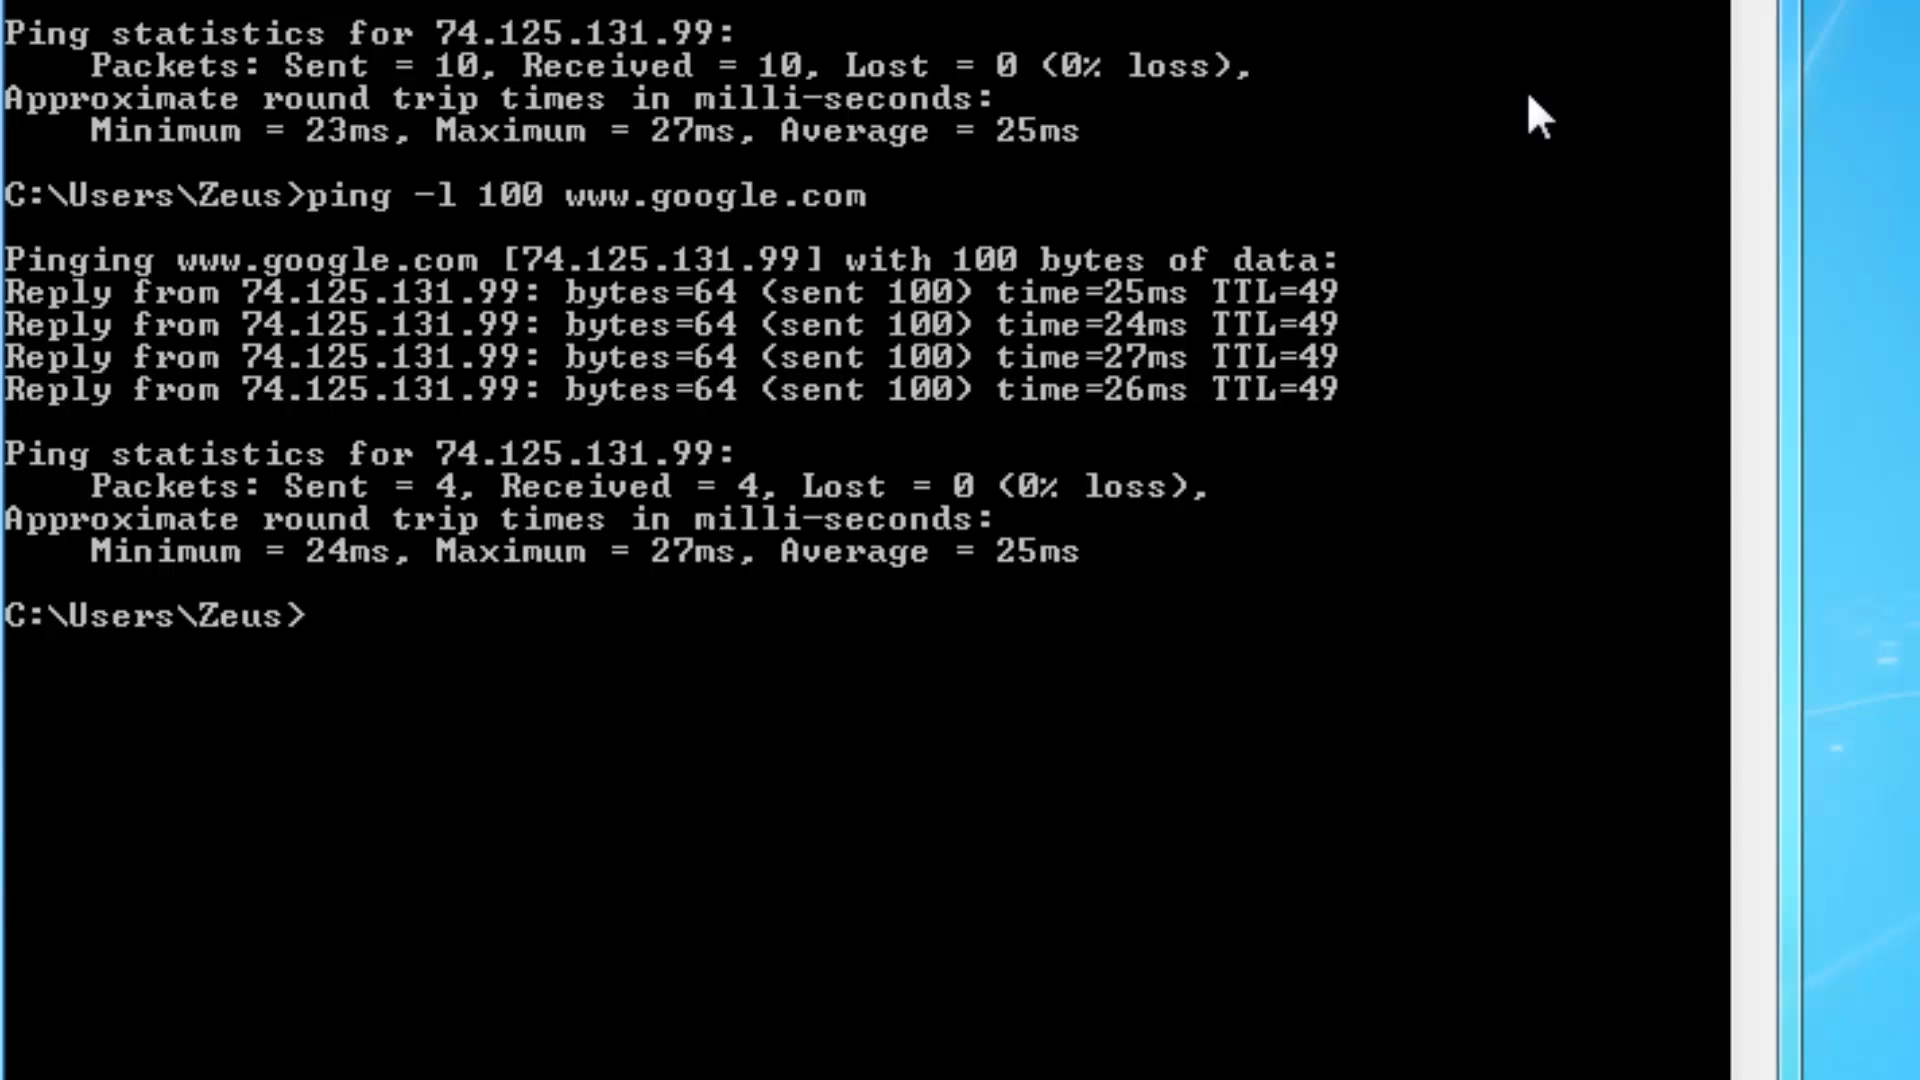 Ping statistics for 74.125.131.99:
Packets: Sent = 10, Received = 10, Lost = 0 (0% loss),
Approximate round trip times in milli-seconds:
Minimum = 23ms, Maximum = 27ms, Average = 25ms
C:\Users\Zeus>ping -l 100 www.google.com
Pinging www.google.com [74.125.131.99] with 100 bytes of data:
Reply from 74.125.131.99: bytes=64 (sent 100) time=25ms TTL=49
Reply from 74.125.131.99: bytes=64 (sent 100) time=24ms TTL=49
Reply from 74.125.131.99: bytes=64 (sent 100) time=27ms TTL=49
Reply from 74.125.131.99: bytes=64 (sent 100) time=26ms TTL=49
Ping statistics for 74.125.131.99:
Packets: Sent = 4, Received = 4, Lost = 0 (0% loss),
Approximate round trip times in milli-seconds:
Minimum = 24ms, Maximum = 27ms, Average = 25ms
C:\Users\Zeus>